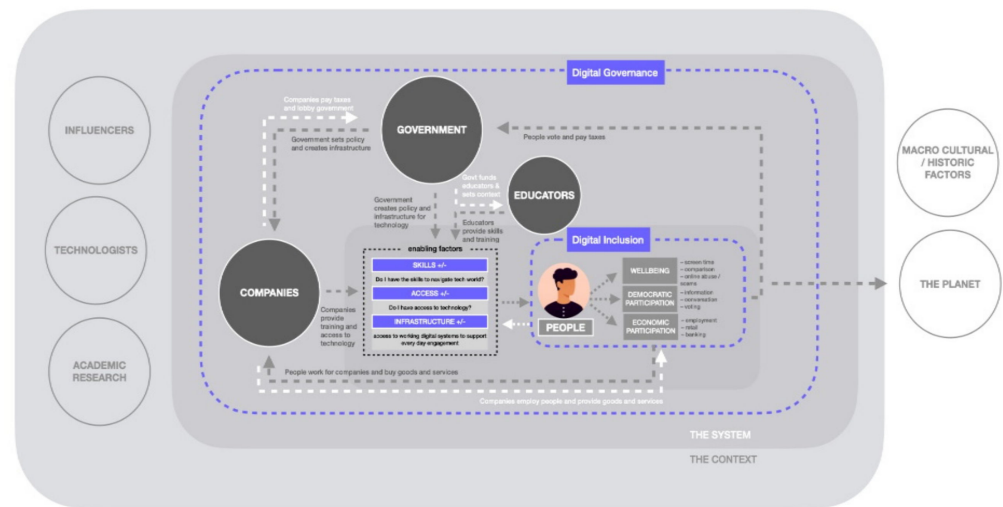 Digital Governance
Companies pay taxes
and lobby government
GOVERNMENT
Government sets policy
and creates infrastructure
People vote and pay taxes
INFLUENCERS
MACRO CULTURAL
/ HISTORIC
FACTORS
Govt funds
educators &
sets context
EDUCATORS
Government
creates policy and
infrastructure for
technology
Educators
provide skills
and training
TECHNOLOGISTS
COMPANIES
Companies
provide
training and
access to
technology
enabling factors
SKILLS +/-
Do I have the skills to navigate tech world?
ACCESS +/-
Do I have access to technology?
INFRASTRUCTURE +/-
access to working digital systems to support
every day engagement
Digital Inclusion
PEOPLE
WELLBEING
– screen time
– comparison
– online abuse /
scams
DEMOCRATIC
PARTICIPATION
– information
– conversation
– voting
ECONOMIC
PARTICIPATION
– employment
– retail
– banking
THE PLANET
ACADEMIC
RESEARCH
People work for companies and buy goods and services
Companies employ people and provide goods and services
THE SYSTEM
THE CONTEXT